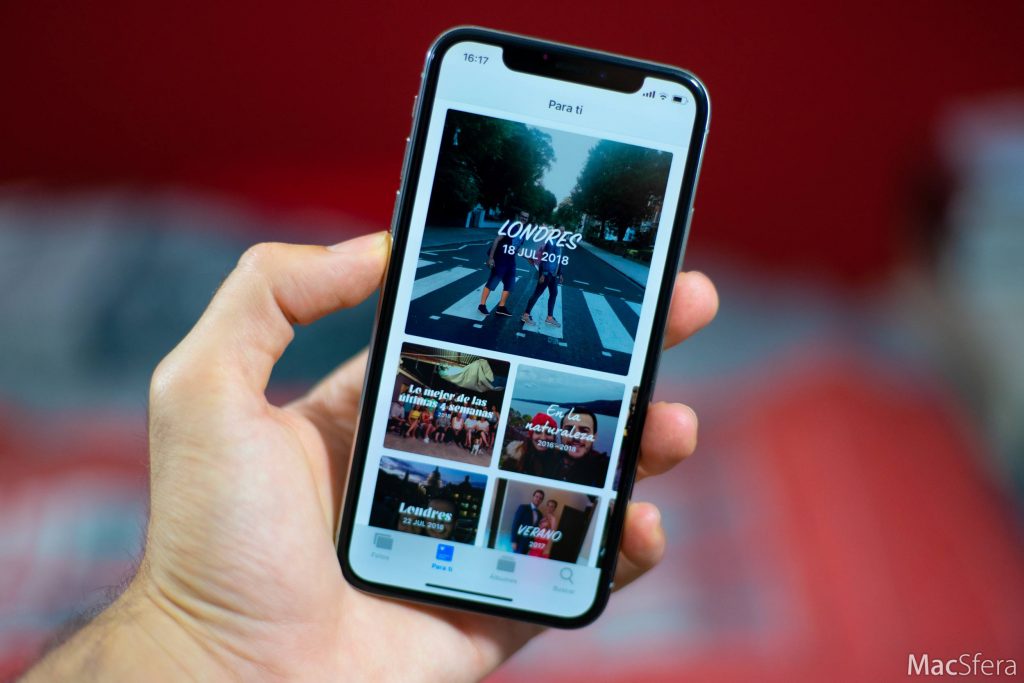 16:17
Para ti
LONDRES
18 JUL 2018
Lo mejor de las
últimas 4 semanas
2018
En la
naturaleza
2016–2018
Londres
22 JUL 2018
VERANO
2017
Fotos
Para ti
Álbumes
Buscar
MacSfera